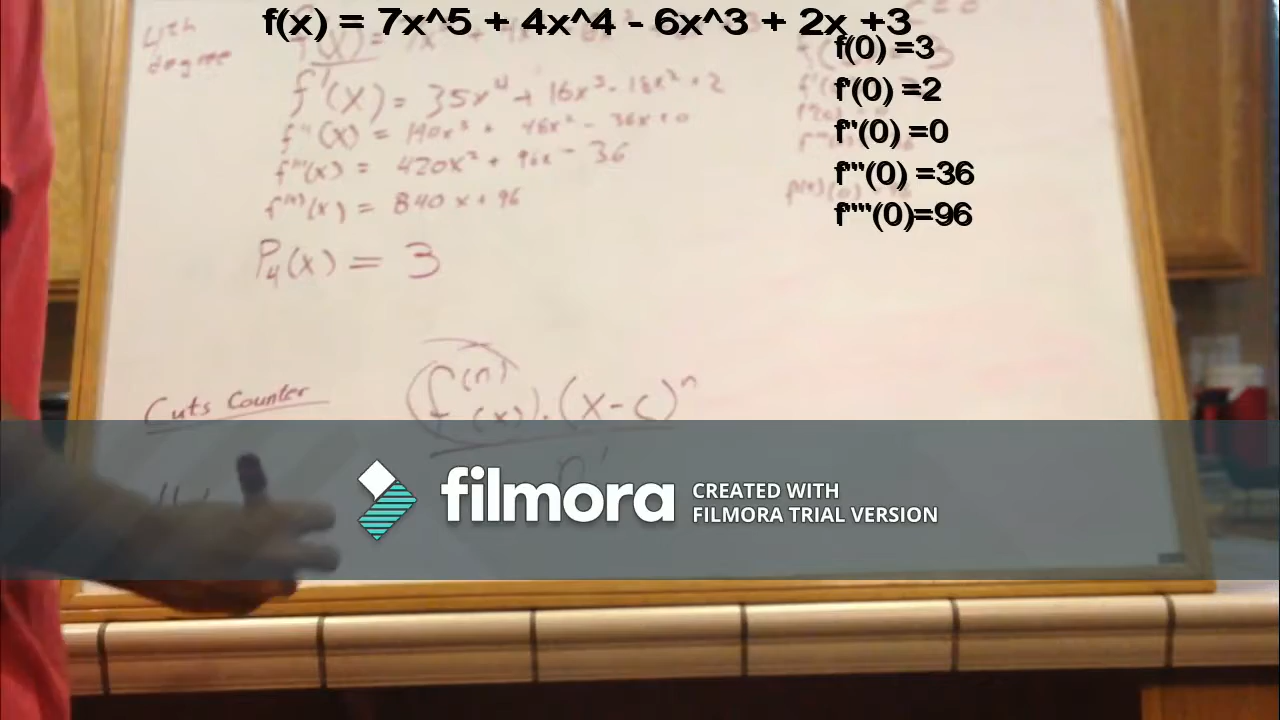 f(x) = 7x^5 + 4x^4 - 6x^3 + 2x +3
f(0) =3
f'(0) =2
f''(0) =0
f'''(0) =36
f''''(0)=96
4th
degree
f'(x) = 35x⁴ + 16x³ - 18x² + 2
f''(x) = 140x³ + 48x² - 36x + 0
f'''(x) = 420x² + 96x - 36
f⁽⁴⁾(x) = 840x + 96
P₄(x) = 3
Cuts Counter
f⁽ⁿ⁾(x) . (x-c)ⁿ
n!
filmora
CREATED WITH
FILMORA TRIAL VERSION